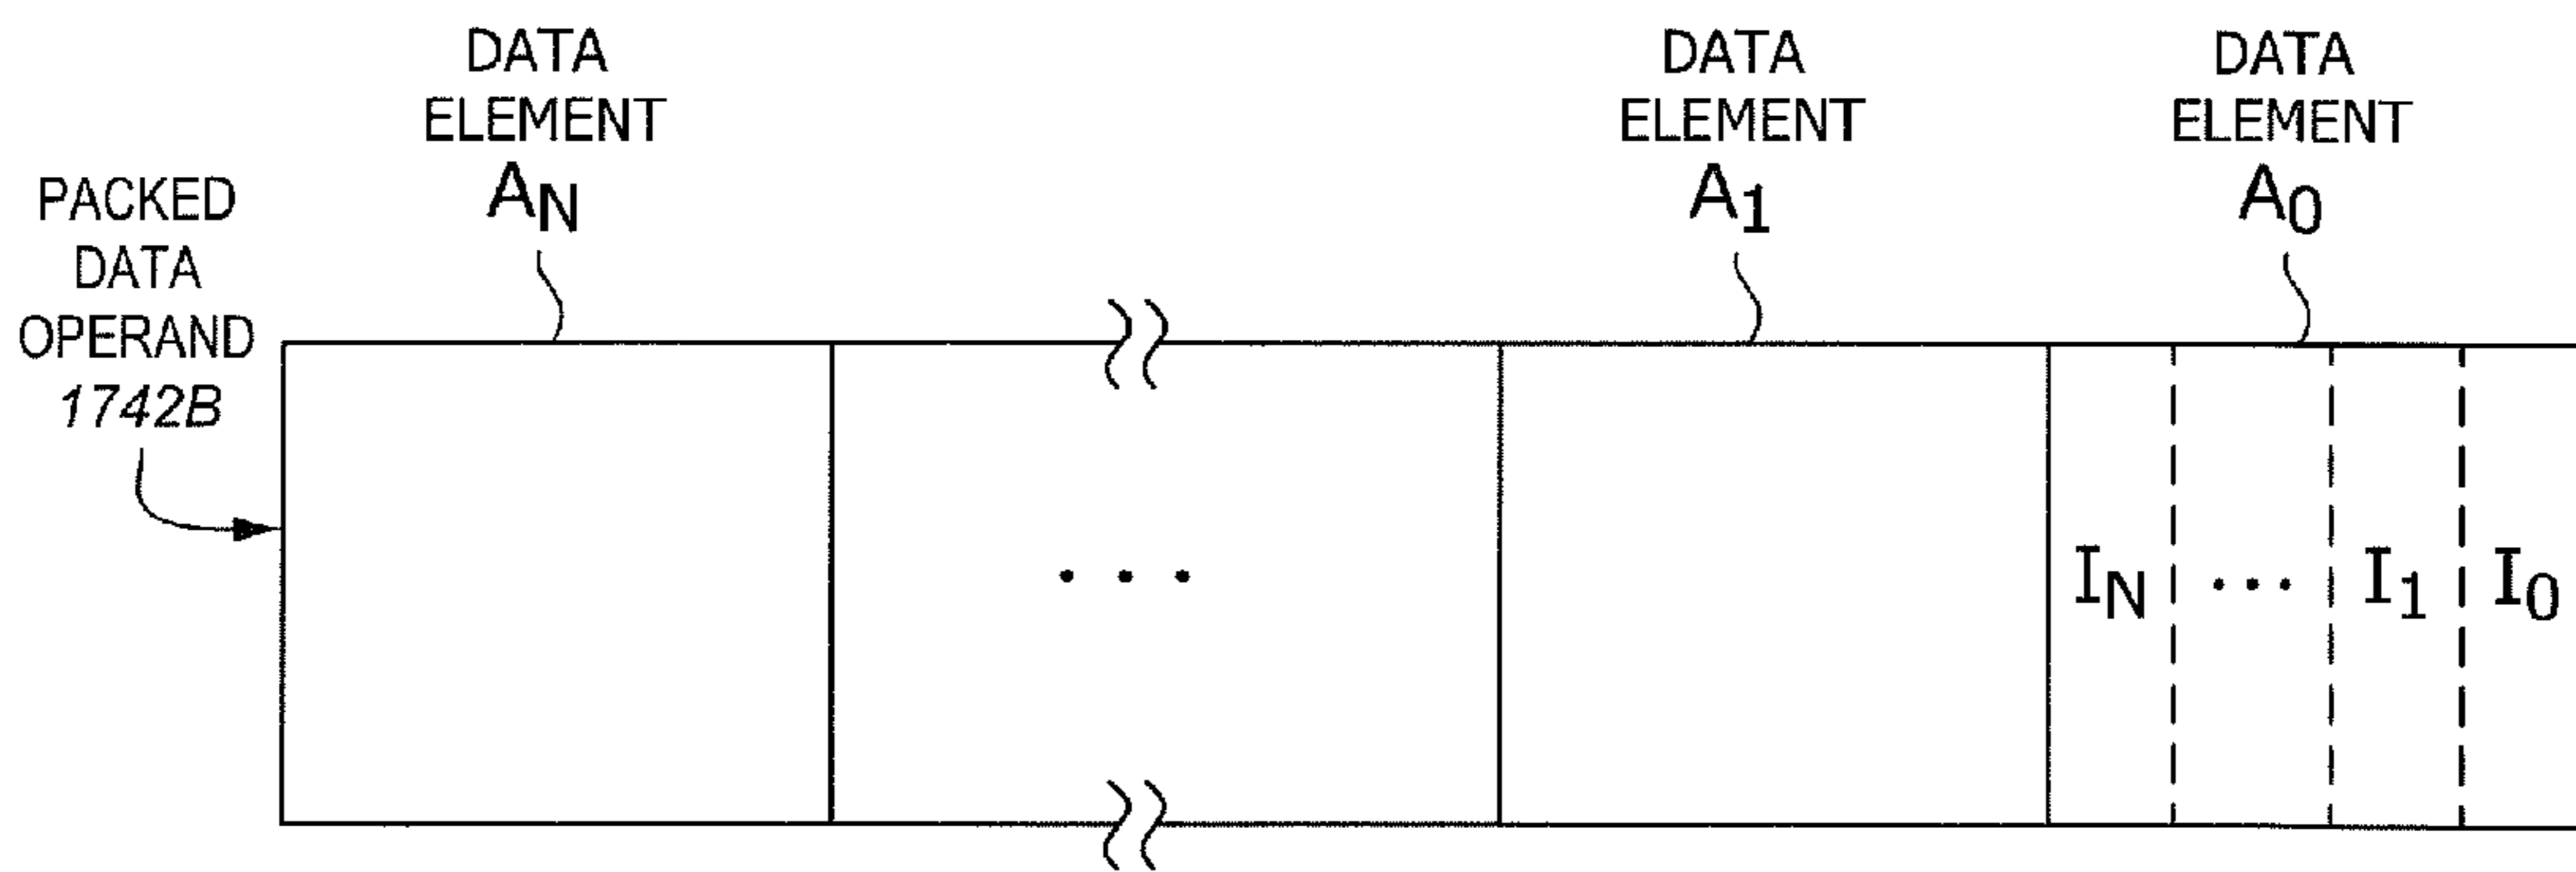 DATA
ELEMENT
A_N
DATA
ELEMENT
A_1
DATA
ELEMENT
A_0
PACKED
DATA
OPERAND
1742B
. . .
I_N
...
I_1
I_0